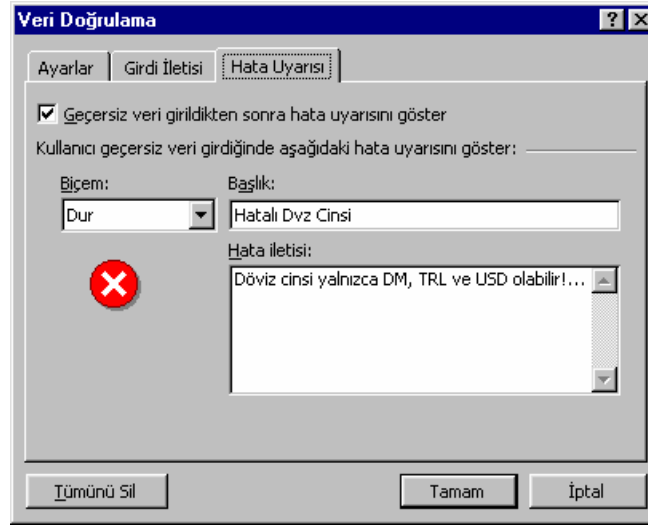 Veri Doğrulama
Ayarlar Girdi İletisi Hata Uyarısı
Geçersiz veri girildikten sonra hata uyarısını göster
Kullanıcı geçersiz veri girdiğinde aşağıdaki hata uyarısını göster:
Biçem: Başlık:
Dur Hatalı Dvz Cinsi
Hata iletisi:
Döviz cinsi yalnızca DM, TRL ve USD olabilir!...
Tümünü Sil Tamam İptal